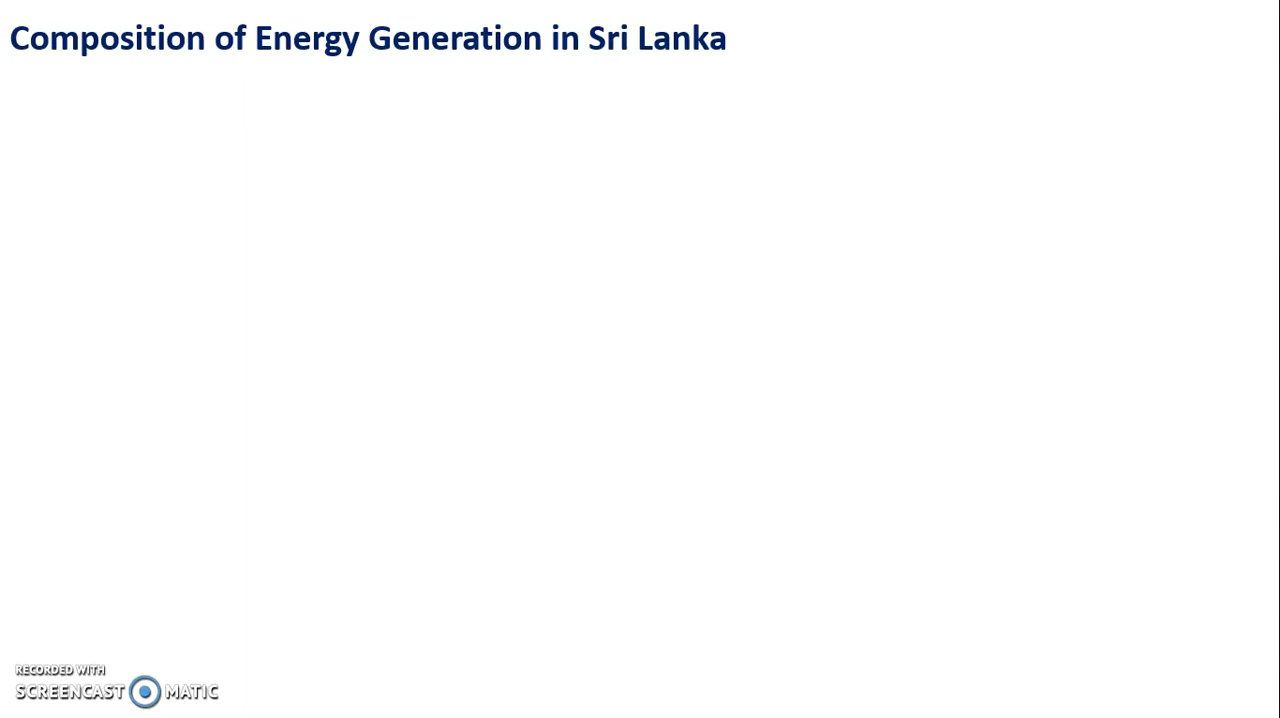 Composition of Energy Generation in Sri Lanka
RECORDED WITH
SCREENCAST MATIC